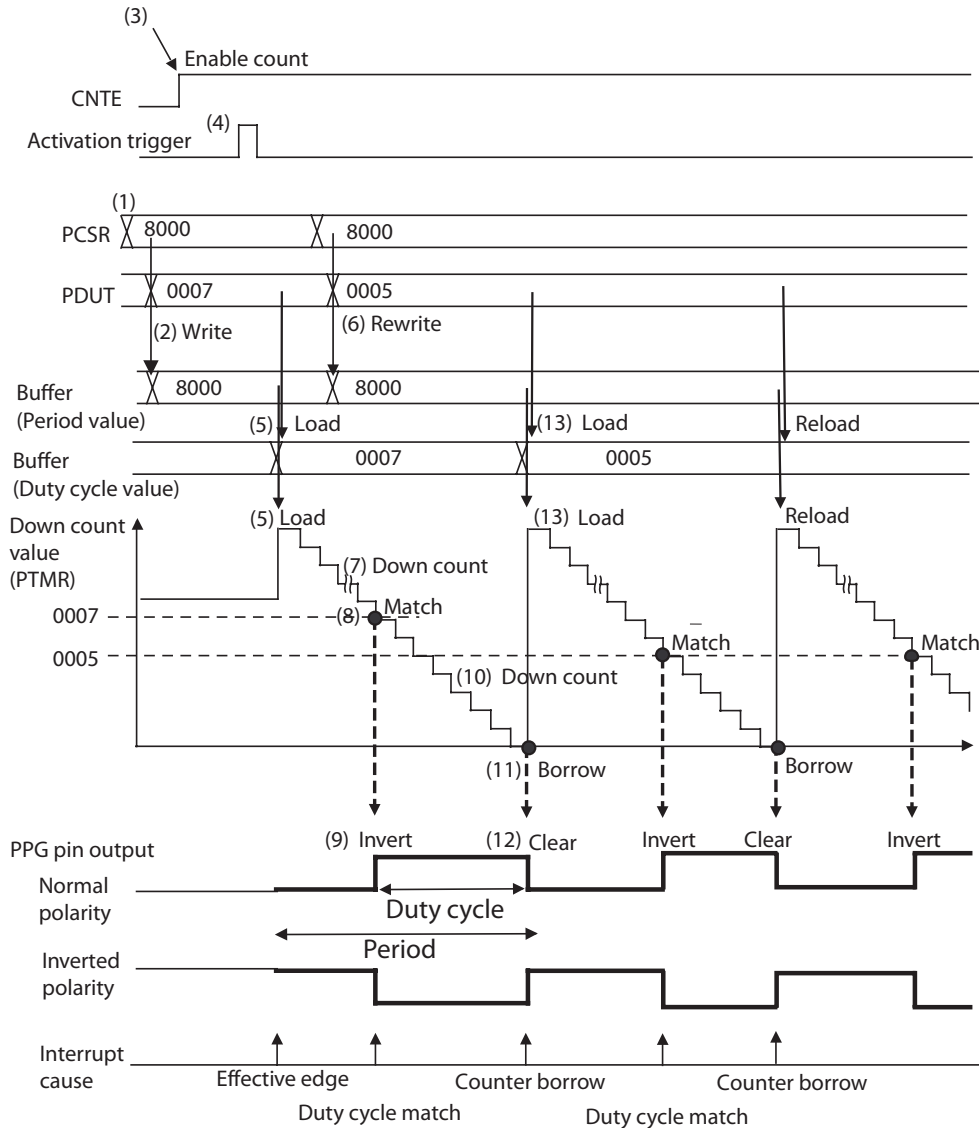 (3)
Enable count
CNTE
(4)
Activation trigger
(1)
8000 8000
PCSR
PDUT 0007 0005
(2) Write (6) Rewrite
8000 8000
Buffer
(Period value)
(5) Load (13) Load Reload
Buffer
(Duty cycle value)
0007 0005
Down count
value
(PTMR)
(5) Load (13) Load Reload
(7) Down count
0007 (8) Match
0005 Match Match
(10) Down count
(11) Borrow Borrow
(9) Invert (12) Clear Invert Clear Invert
PPG pin output
Normal
polarity
Duty cycle
Period
Inverted
polarity
Interrupt
cause
Effective edge Counter borrow Counter borrow
Duty cycle match Duty cycle match